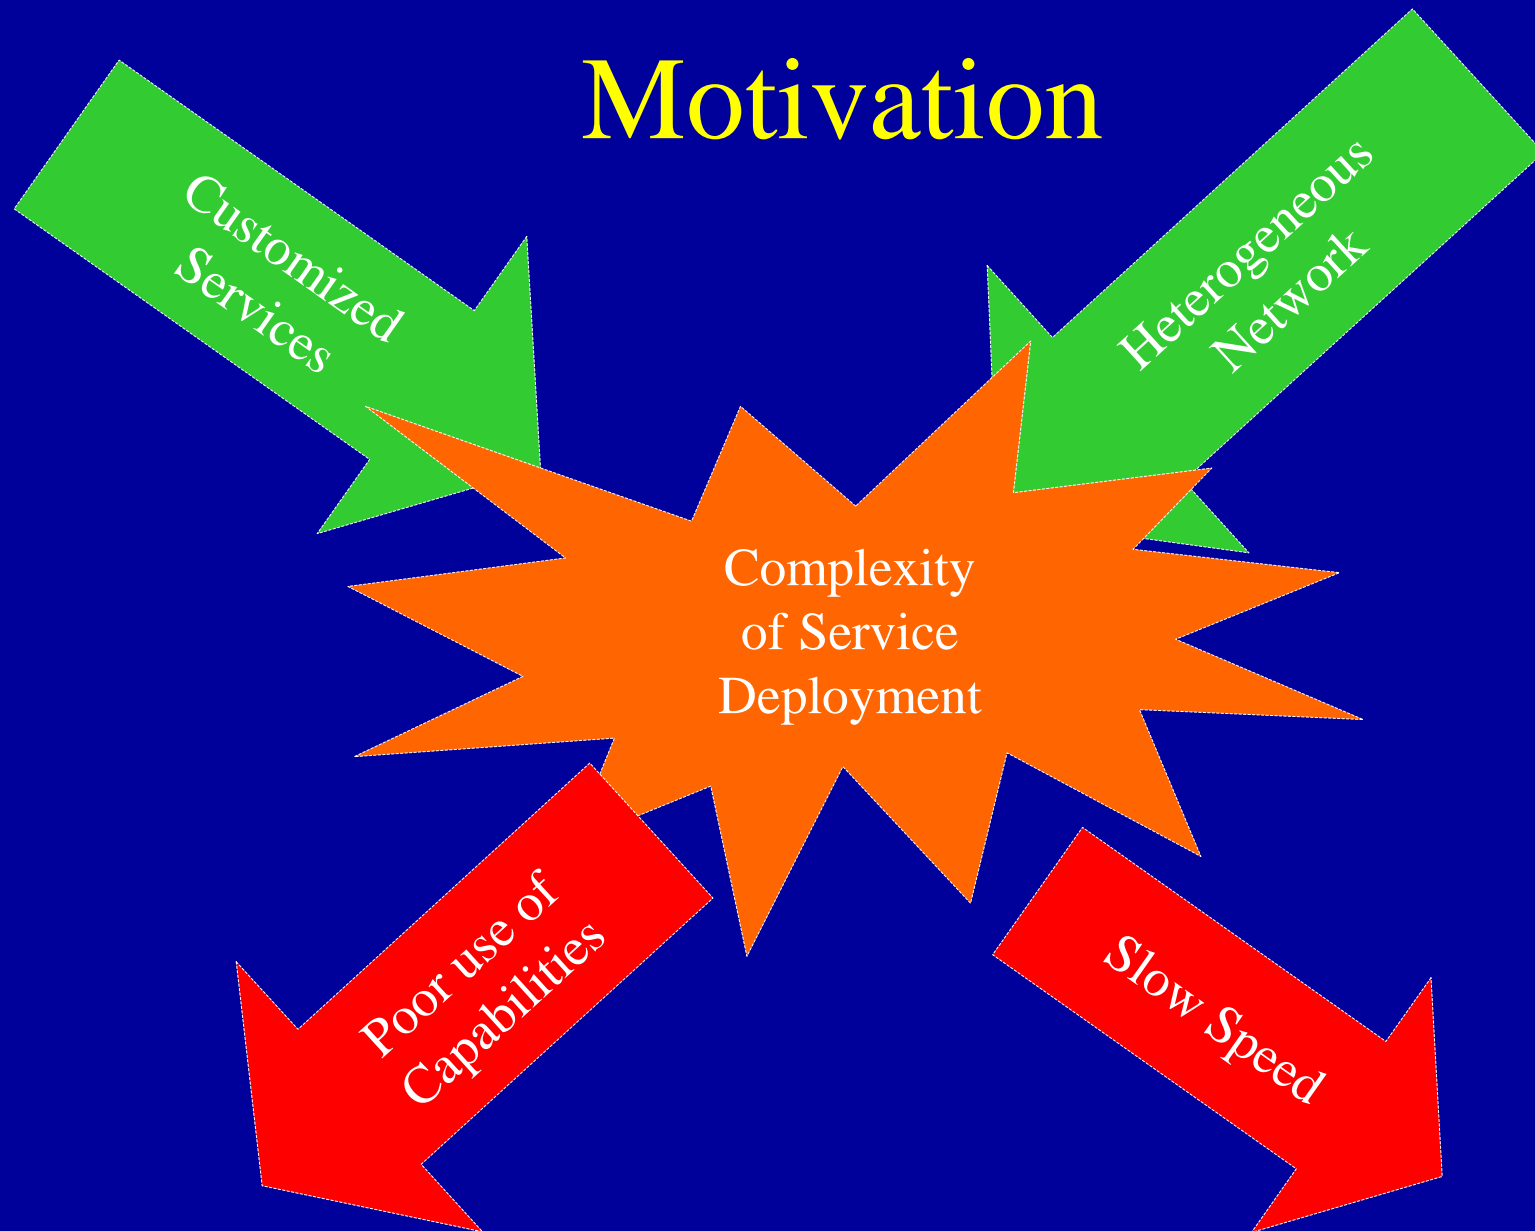 Motivation
Customized
Services
Heterogeneous
Network
Complexity
of Service
Deployment
Poor use of
Capabilities
Slow Speed